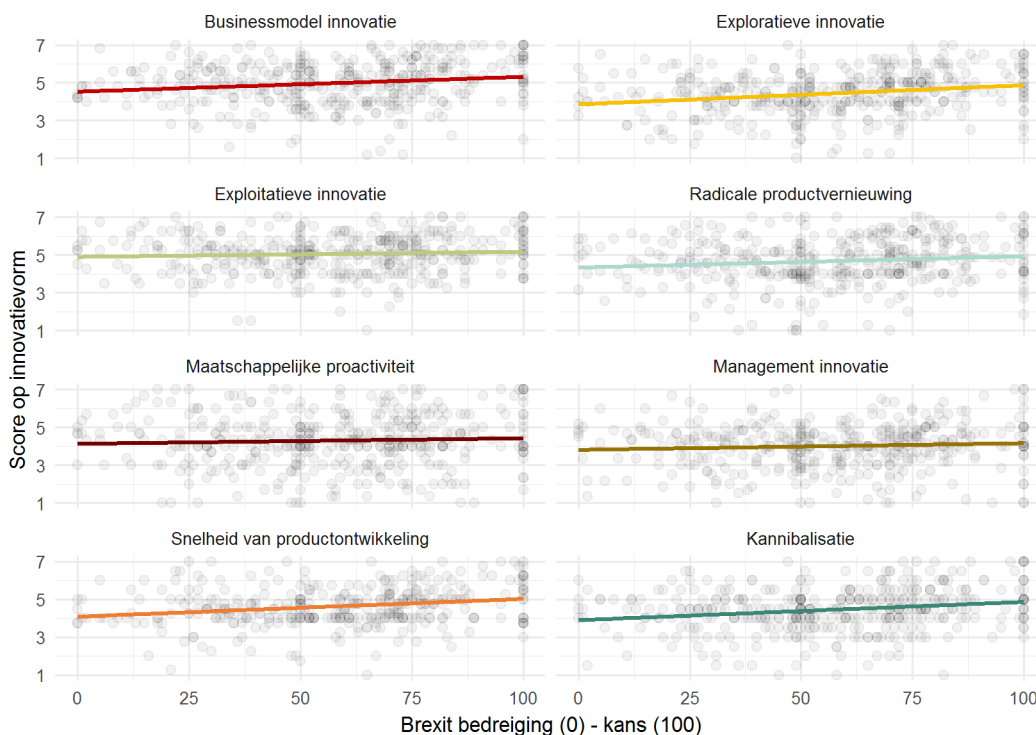 Businessmodel innovatie
Exploratieve innovatie
7
5
3
1
Exploitatieve innovatie
Radicale productvernieuwing
7
5
3
1
Maatschappelijke proactiviteit
Management innovatie
7
5
3
1
Snelheid van productontwikkeling
Kannibalisatie
7
5
3
1
0 25 50 75 100 0 25 50 75 100
Brexit bedreiging (0) - kans (100)
Score op innovatievorm